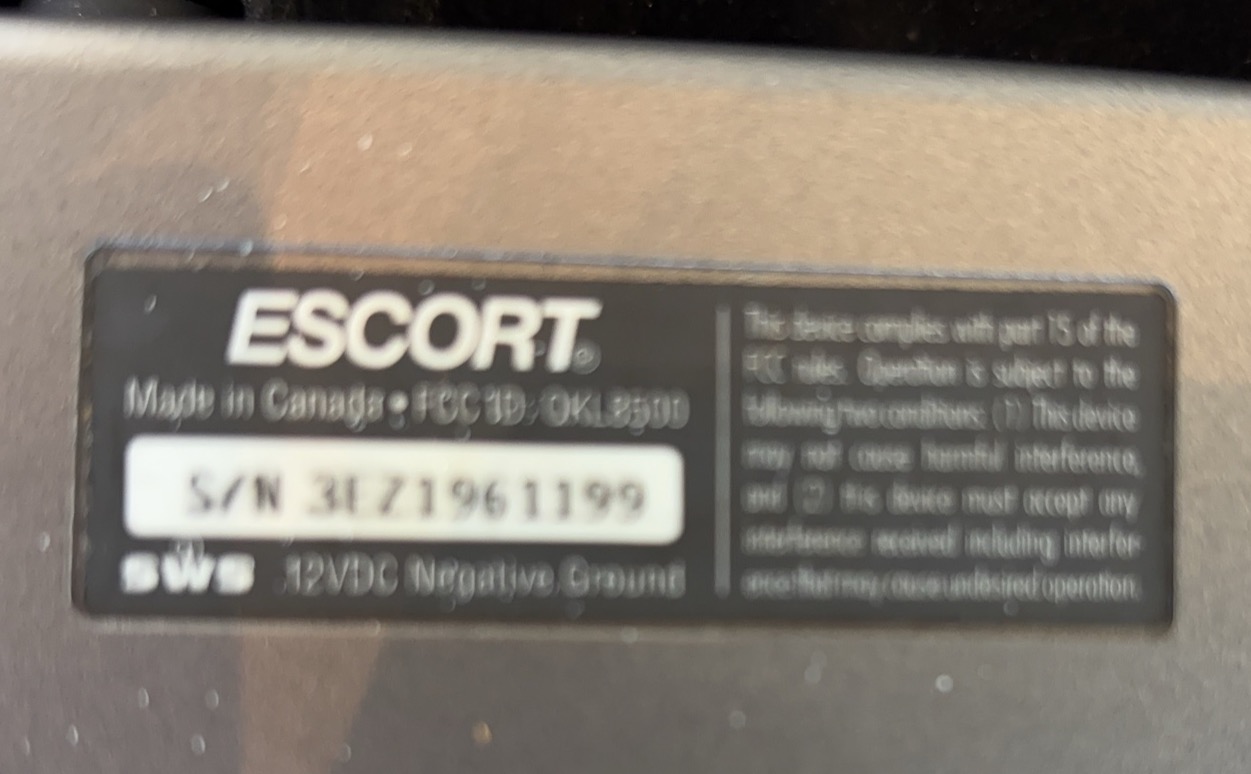 ESCORT®
Made in Canada • FCC ID: QKL8500
S/N 3EZ1961199
SWS 12VDC Negative Ground
This device complies with part 15 of the
FCC rules. Operation is subject to the
following two conditions: (1) This device
may not cause harmful interference,
and (2) this device must accept any
interference received including interfer-
ence that may cause undesired operation.